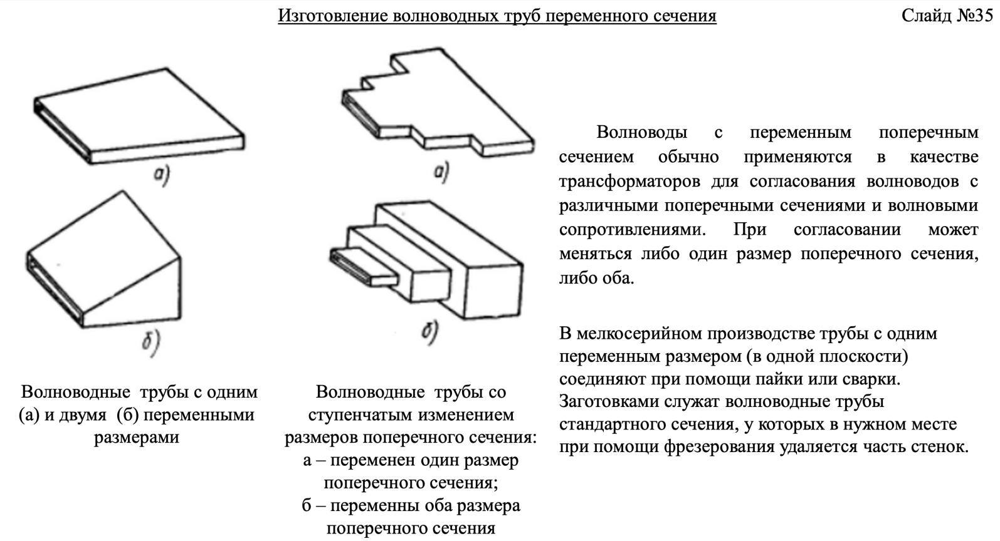 Изготовление волноводных труб переменного сечения
Слайд №35
а)
б)
Волноводные трубы с одним
(а) и двумя (б) переменными
размерами
а)
б)
Волноводные трубы со
ступенчатым изменением
размеров поперечного сечения:
а – переменен один размер
поперечного сечения;
б – переменны оба размера
поперечного сечения
Волноводы с переменным поперечным
сечением обычно применяются в качестве
трансформаторов для согласования волноводов с
различными поперечными сечениями и волновыми
сопротивлениями. При согласовании может
меняться либо один размер поперечного сечения,
либо оба.
В мелкосерийном производстве трубы с одним
переменным размером (в одной плоскости)
соединяют при помощи пайки или сварки.
Заготовками служат волноводные трубы
стандартного сечения, у которых в нужном месте
при помощи фрезерования удаляется часть стенок.